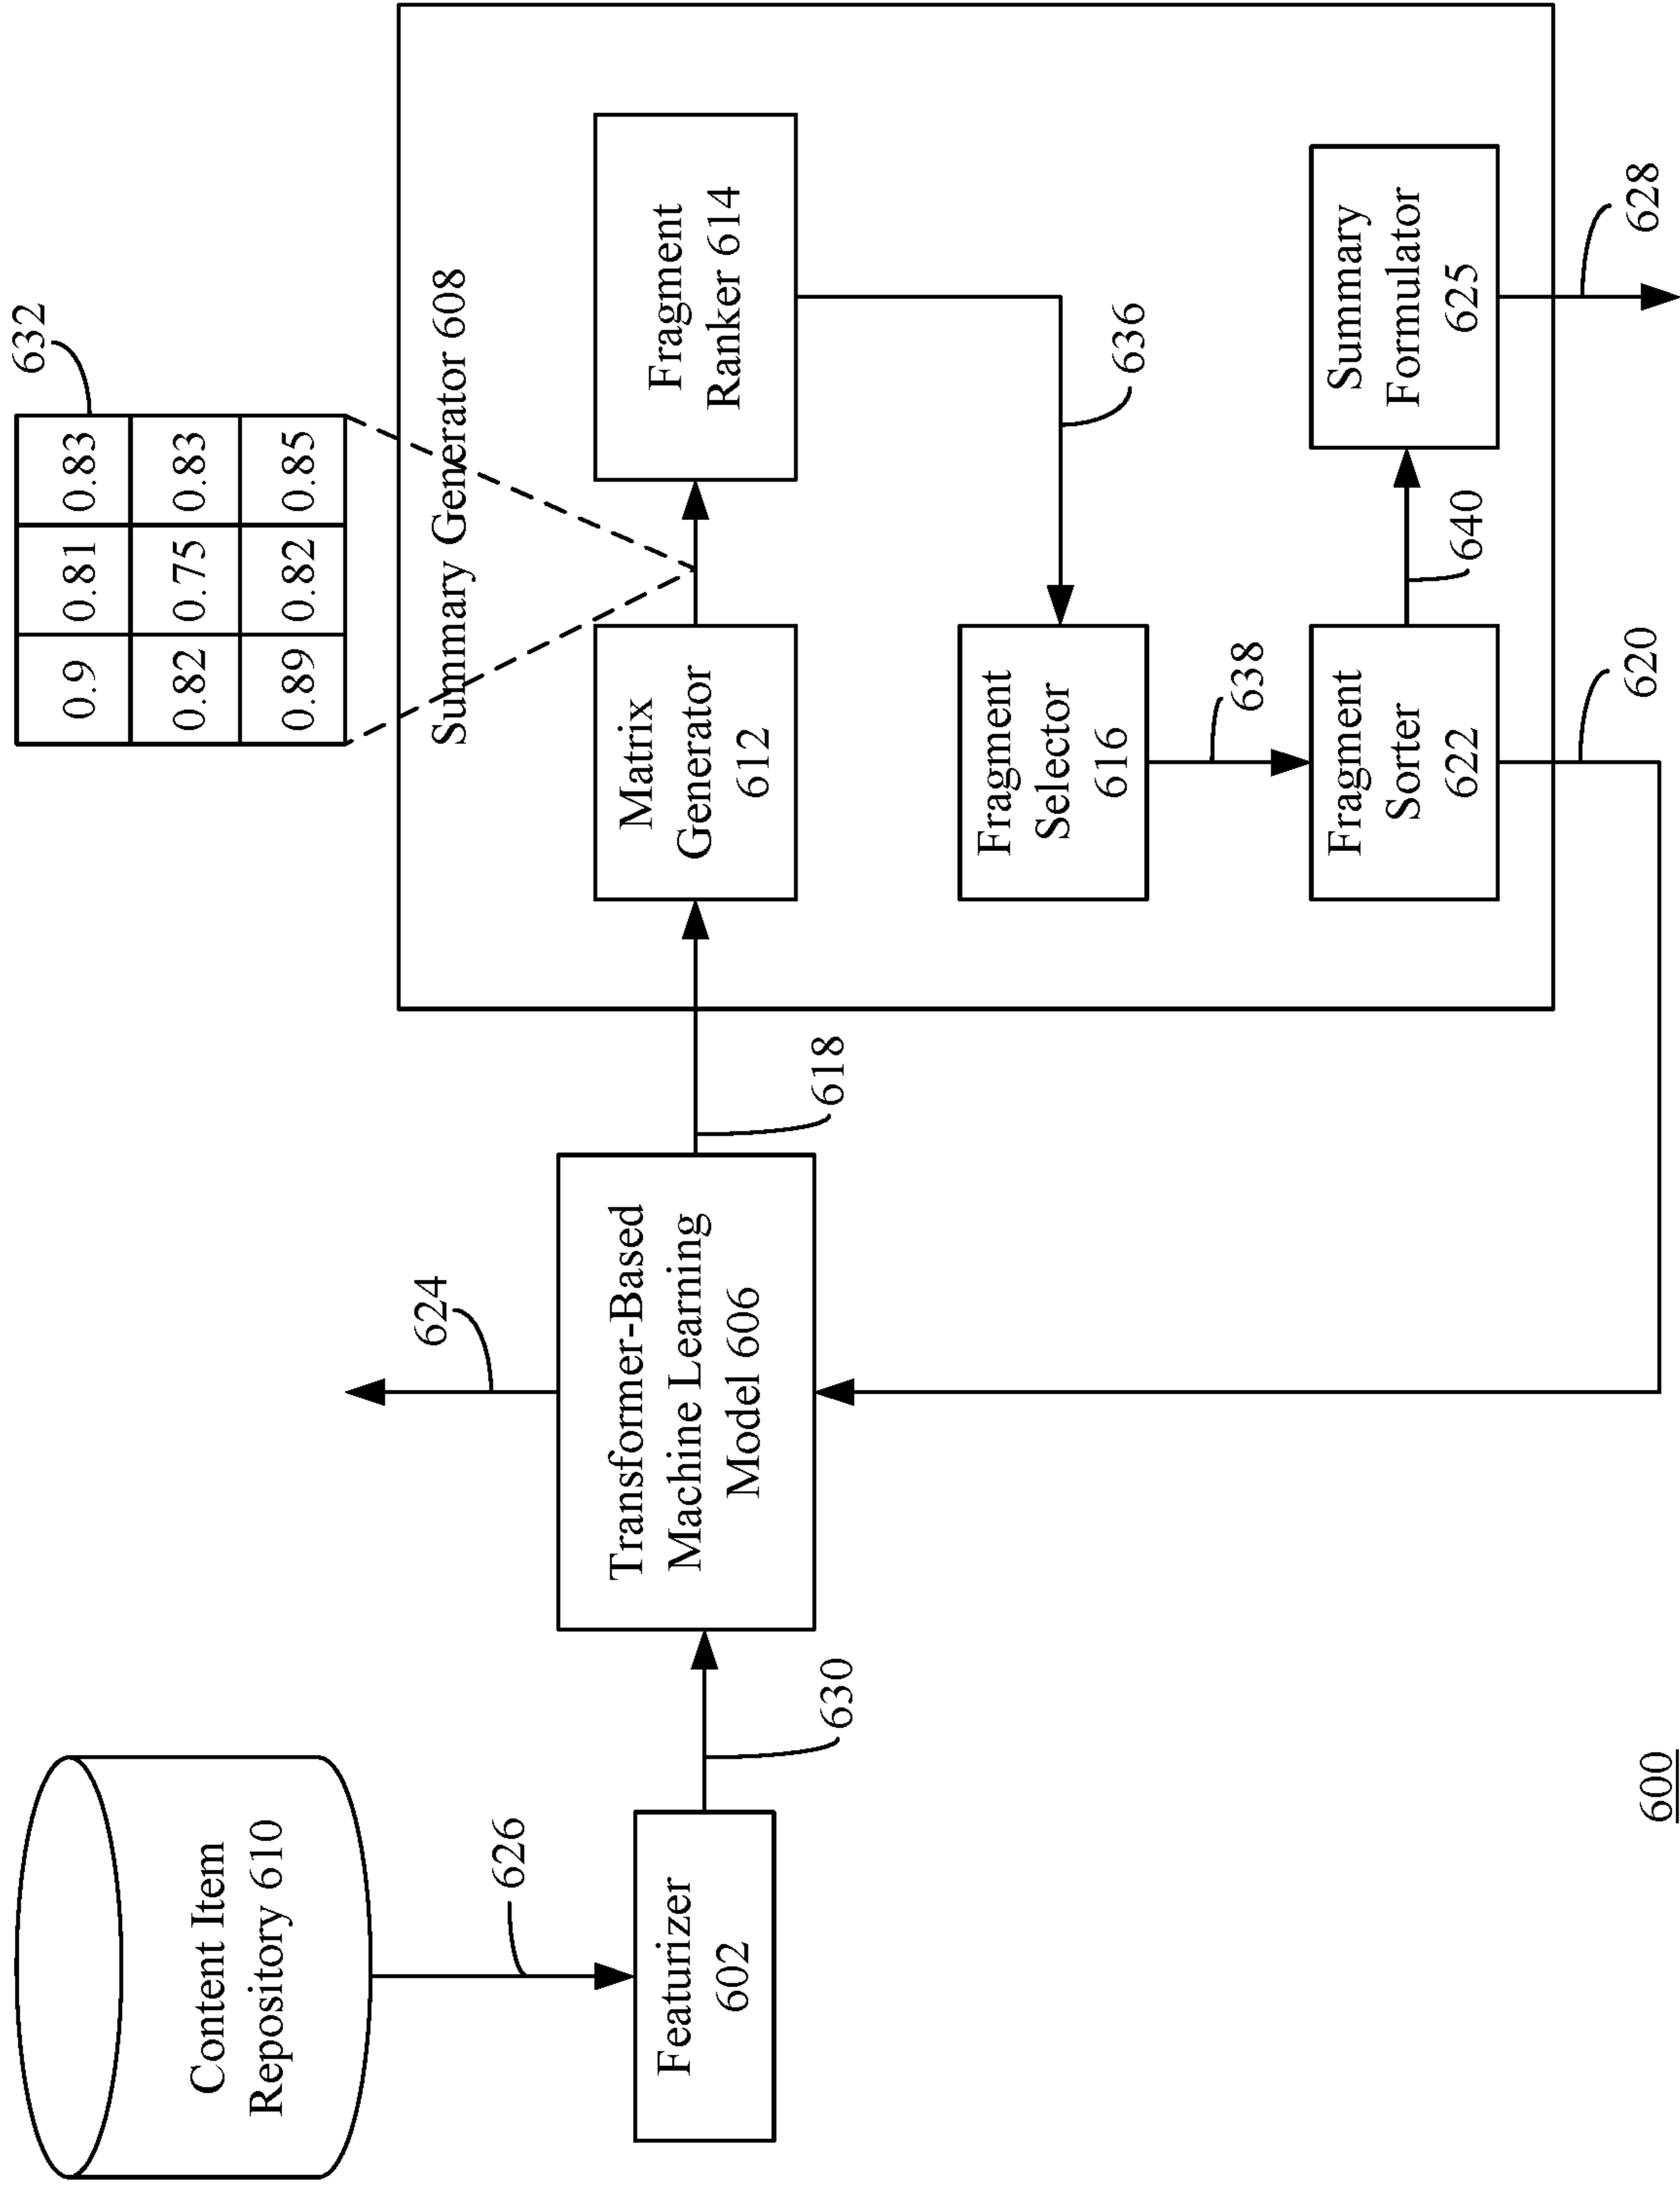 632
0.9 0.81 0.83
0.82 0.75 0.83
0.89 0.82 0.85
Content Item
Repository 610
624
Summary Generator 608
626
Featurizer
602
630
Transformer-Based
Machine Learning
Model 606
618
Matrix
Generator
612
Fragment
Ranker 614
636
Fragment
Selector
616
638
Fragment
Sorter
622
640
Summary
Formulator
625
620
628
600